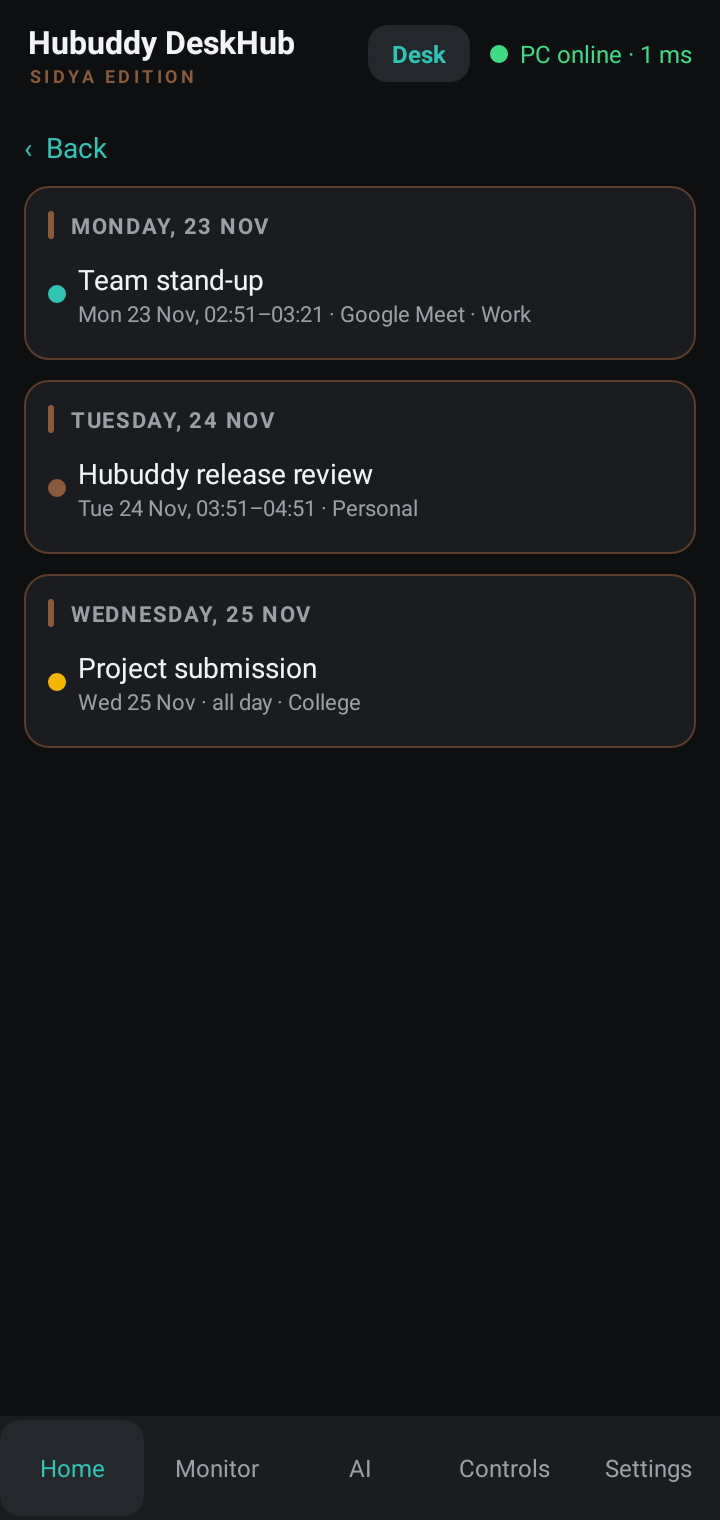 Hubuddy DeskHub
SIDYA EDITION
Desk
PC online · 1 ms
‹ Back
MONDAY, 23 NOV
Team stand-up
Mon 23 Nov, 02:51–03:21 · Google Meet · Work
TUESDAY, 24 NOV
Hubuddy release review
Tue 24 Nov, 03:51–04:51 · Personal
WEDNESDAY, 25 NOV
Project submission
Wed 25 Nov · all day · College
Home
Monitor
AI
Controls
Settings